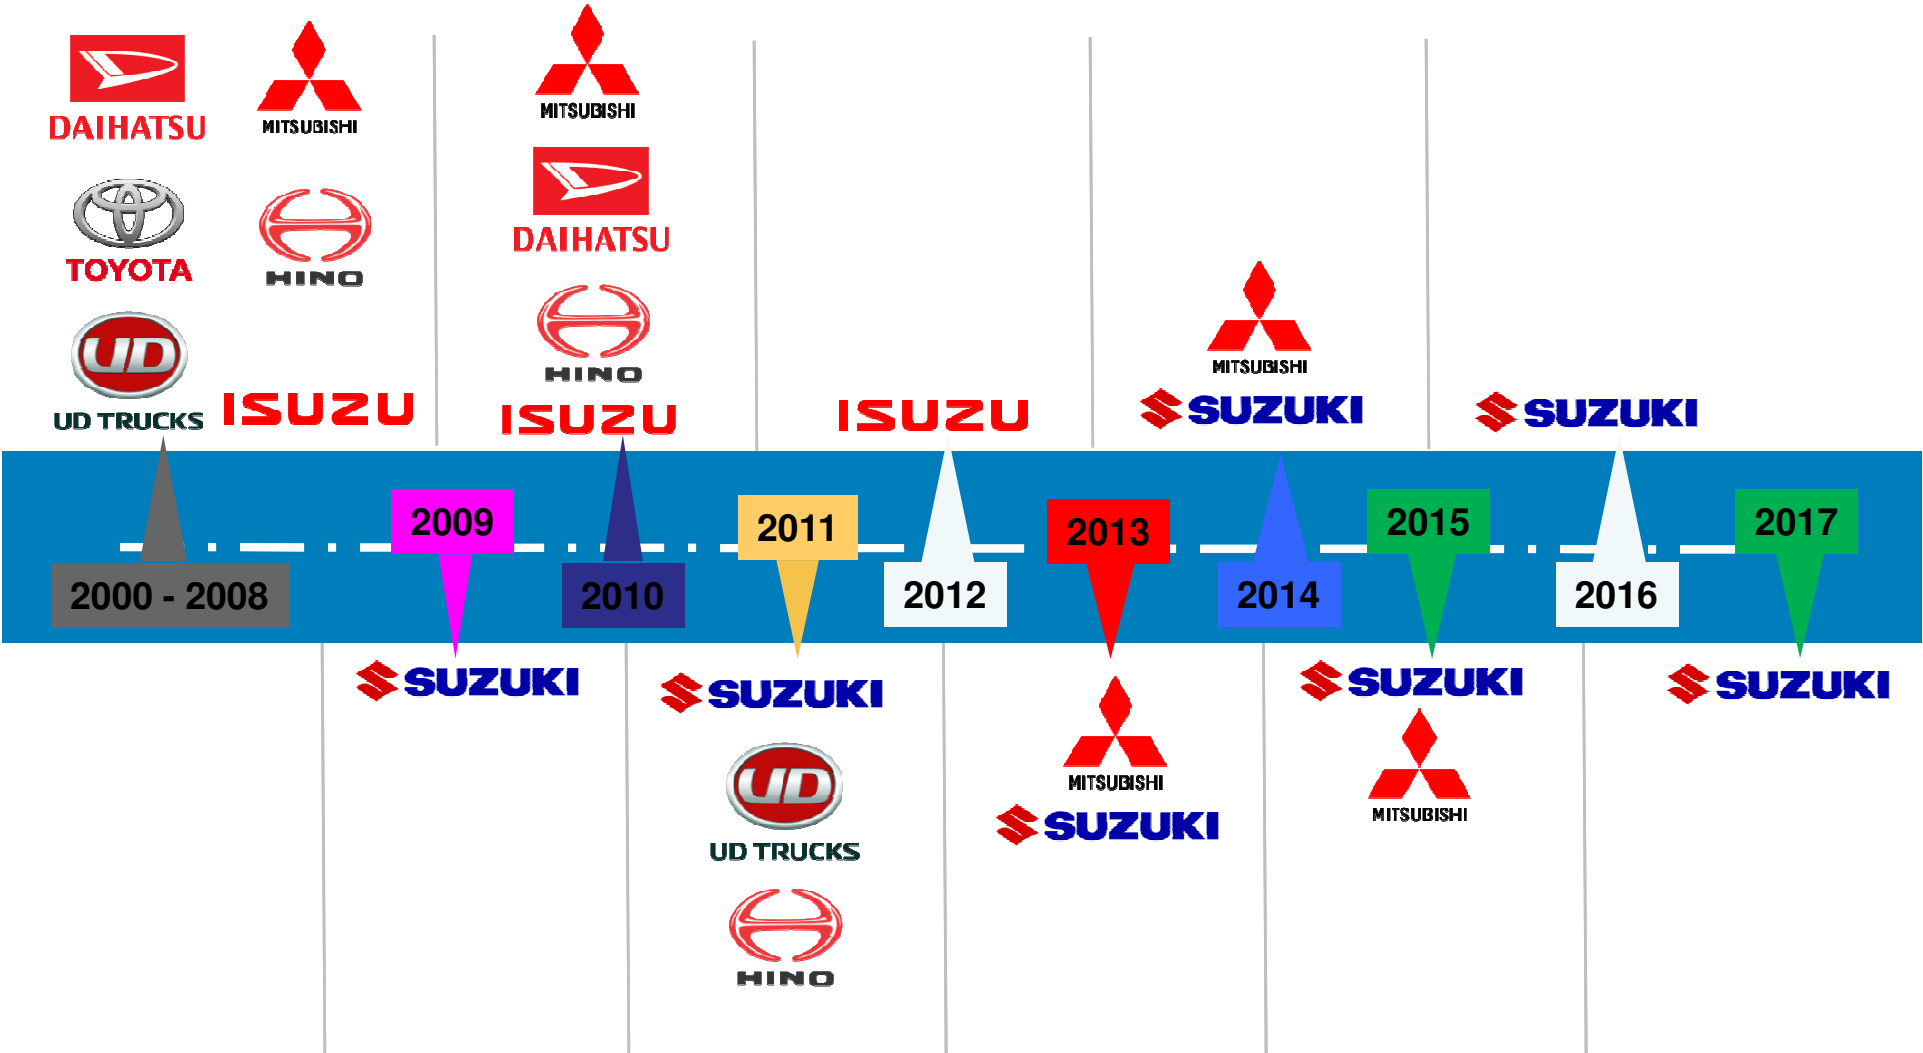 DAIHATSU
MITSUBISHI
TOYOTA
HINO
UD
UD TRUCKS
ISUZU
MITSUBISHI
DAIHATSU
HINO
ISUZU
ISUZU
MITSUBISHI
SUZUKI
SUZUKI
2000 - 2008
2009
2010
2011
2012
2013
2014
2015
2016
2017
SUZUKI
SUZUKI
UD
UD TRUCKS
HINO
MITSUBISHI
SUZUKI
SUZUKI
MITSUBISHI
SUZUKI